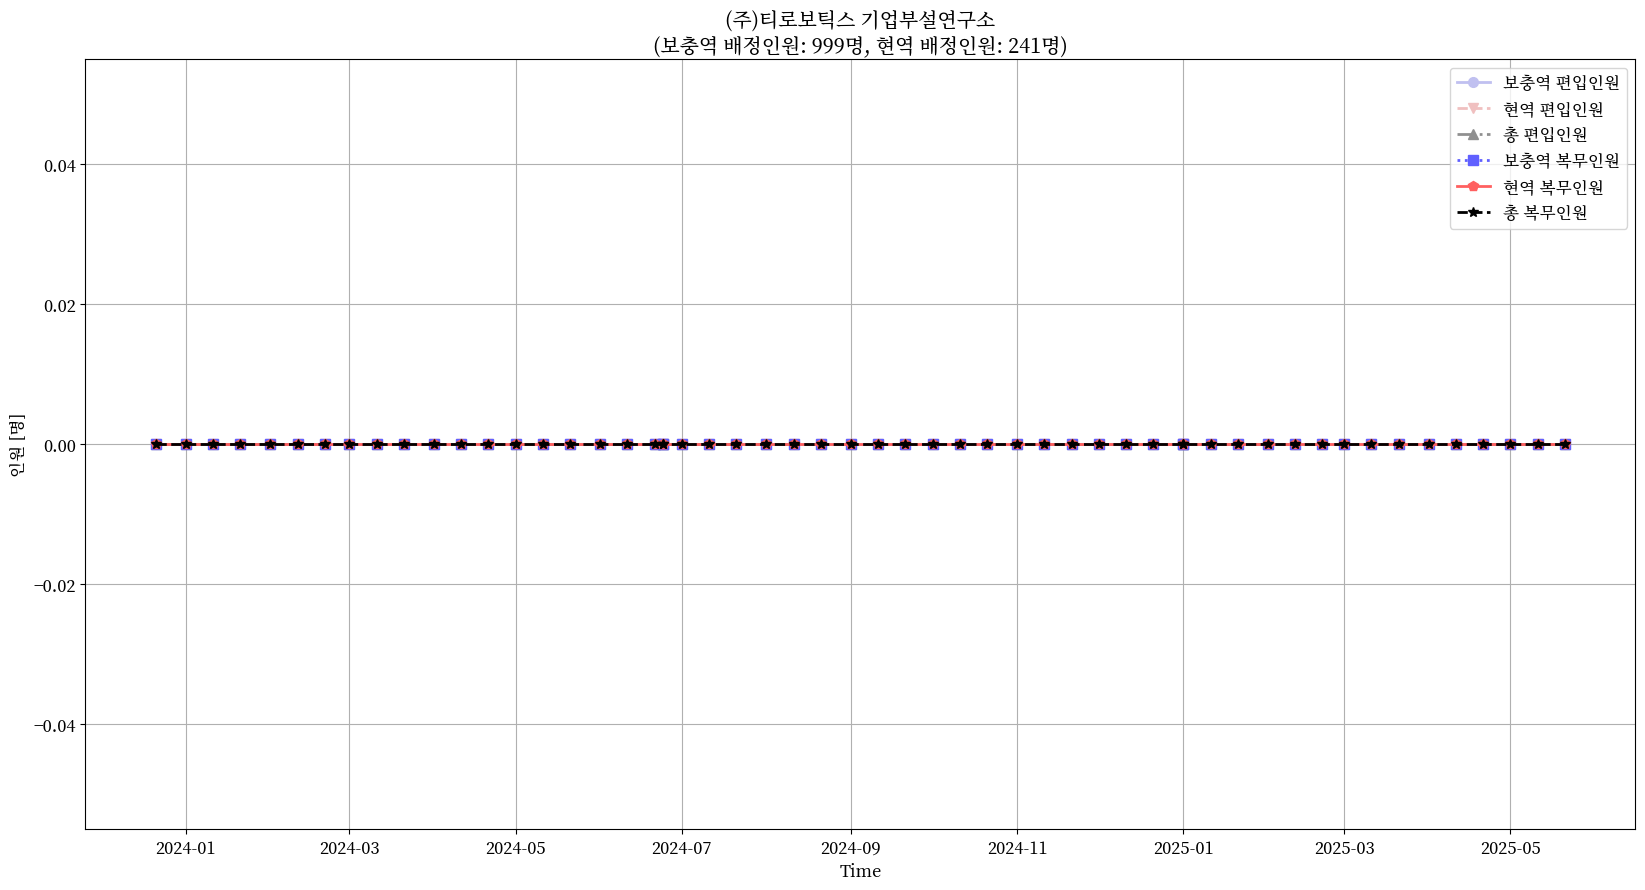 (주)티로보틱스 기업부설연구소
(보충역 배정인원: 999명, 현역 배정인원: 241명)
보충역 편입인원
현역 편입인원
총 편입인원
보충역 복무인원
현역 복무인원
총 복무인원
0.04
0.02
0.00
−0.02
−0.04
인원 [명]
2024-01 2024-03 2024-05 2024-07 2024-09 2024-11 2025-01 2025-03 2025-05
Time